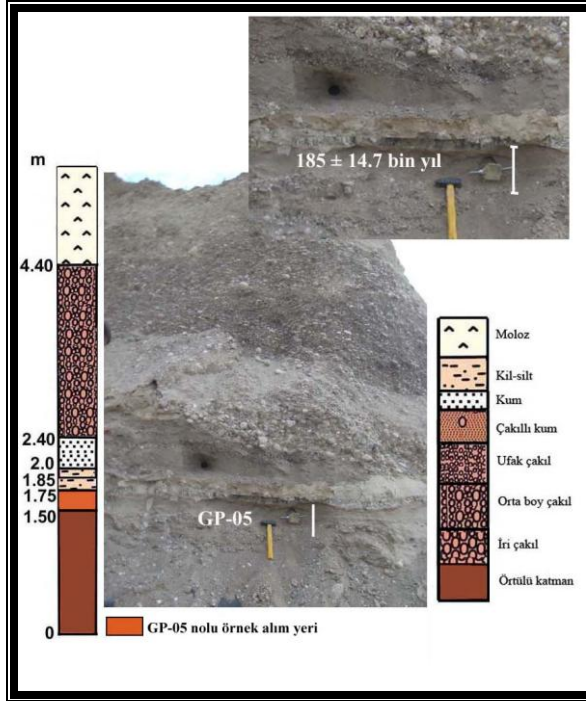 185 ± 14.7 bin yıl
m
4.40
2.40
2.0
1.85
1.75
1.50
0
GP-05
GP-05 nolu örnek alım yeri
Moloz
Kil-silt
Kum
Çakıllı kum
Ufak çakıl
Orta boy çakıl
İri çakıl
Örtülü katman